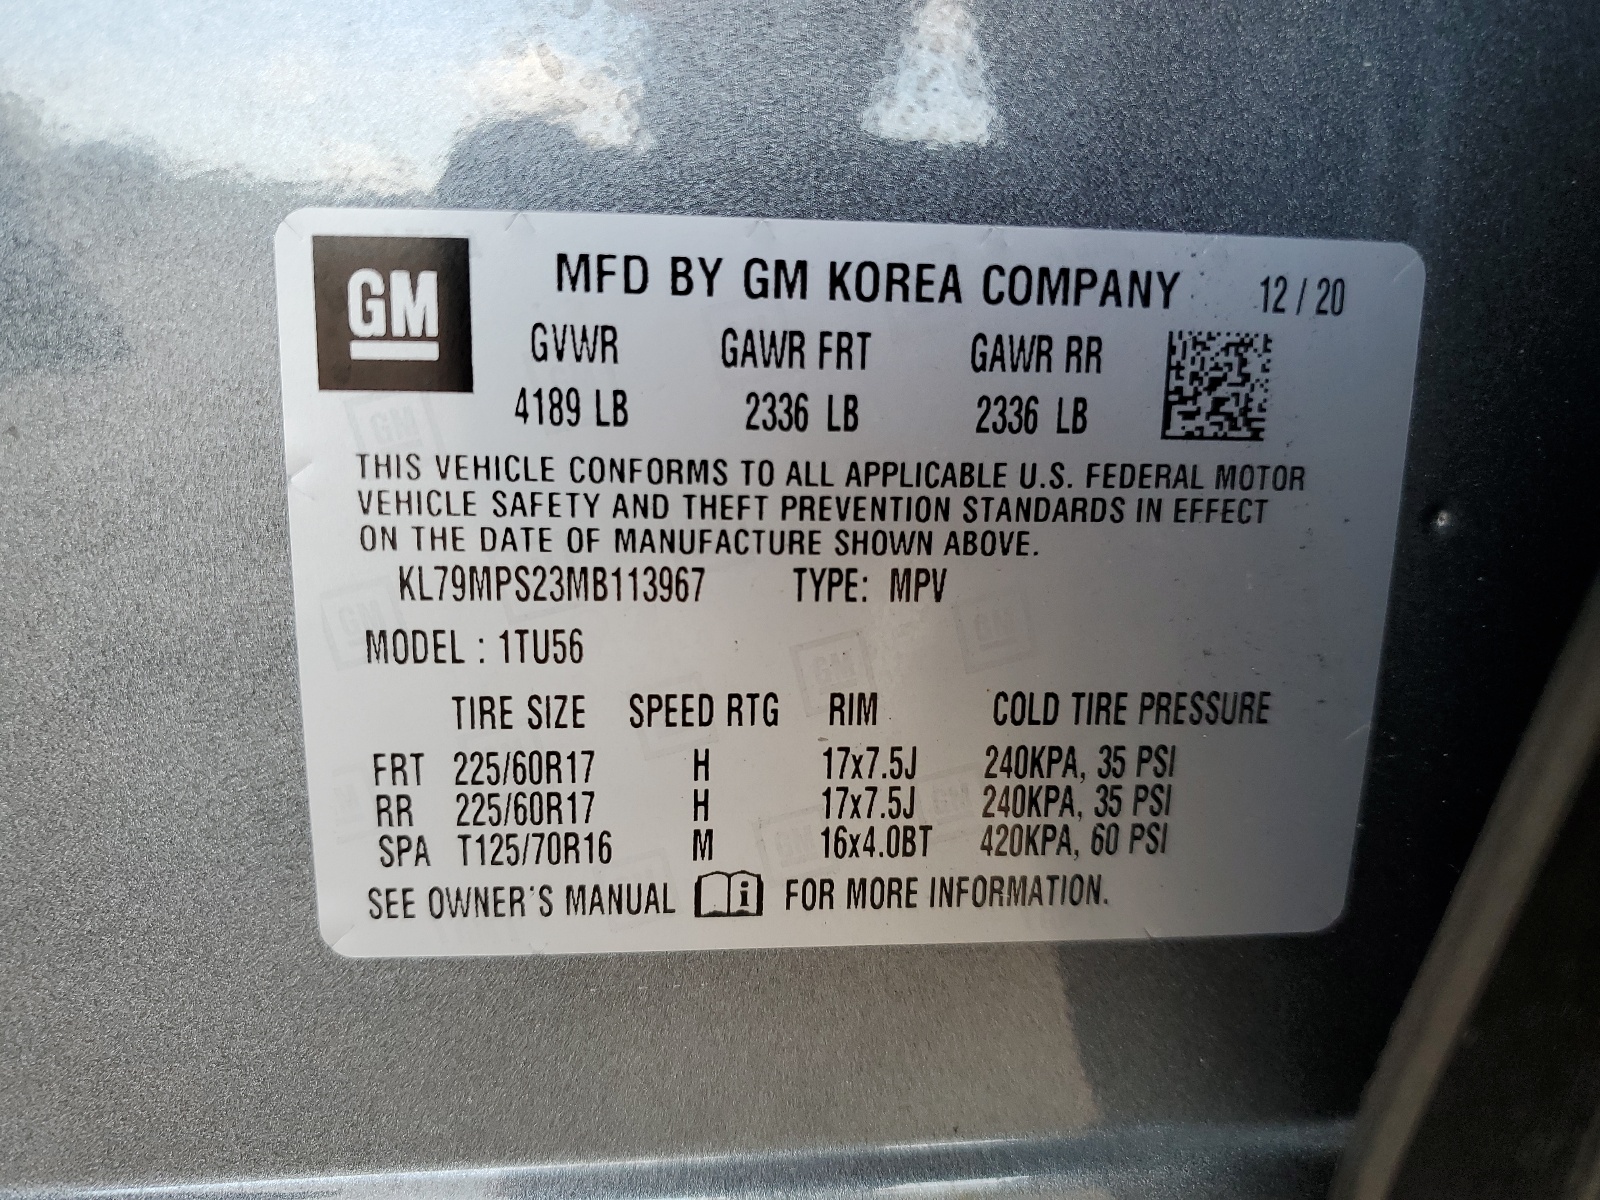 GM
MFD BY GM KOREA COMPANY 12/20
GVWR GAWR FRT GAWR RR
4189 LB 2336 LB 2336 LB
THIS VEHICLE CONFORMS TO ALL APPLICABLE U.S. FEDERAL MOTOR
VEHICLE SAFETY AND THEFT PREVENTION STANDARDS IN EFFECT
ON THE DATE OF MANUFACTURE SHOWN ABOVE.
KL79MPS23MB113967 TYPE: MPV
MODEL : 1TU56
TIRE SIZE SPEED RTG RIM COLD TIRE PRESSURE
FRT 225/60R17 H 17x7.5J 240KPA, 35 PSI
RR 225/60R17 H 17x7.5J 240KPA, 35 PSI
SPA T125/70R16 M 16x4.0BT 420KPA, 60 PSI
SEE OWNER'S MANUAL i FOR MORE INFORMATION.